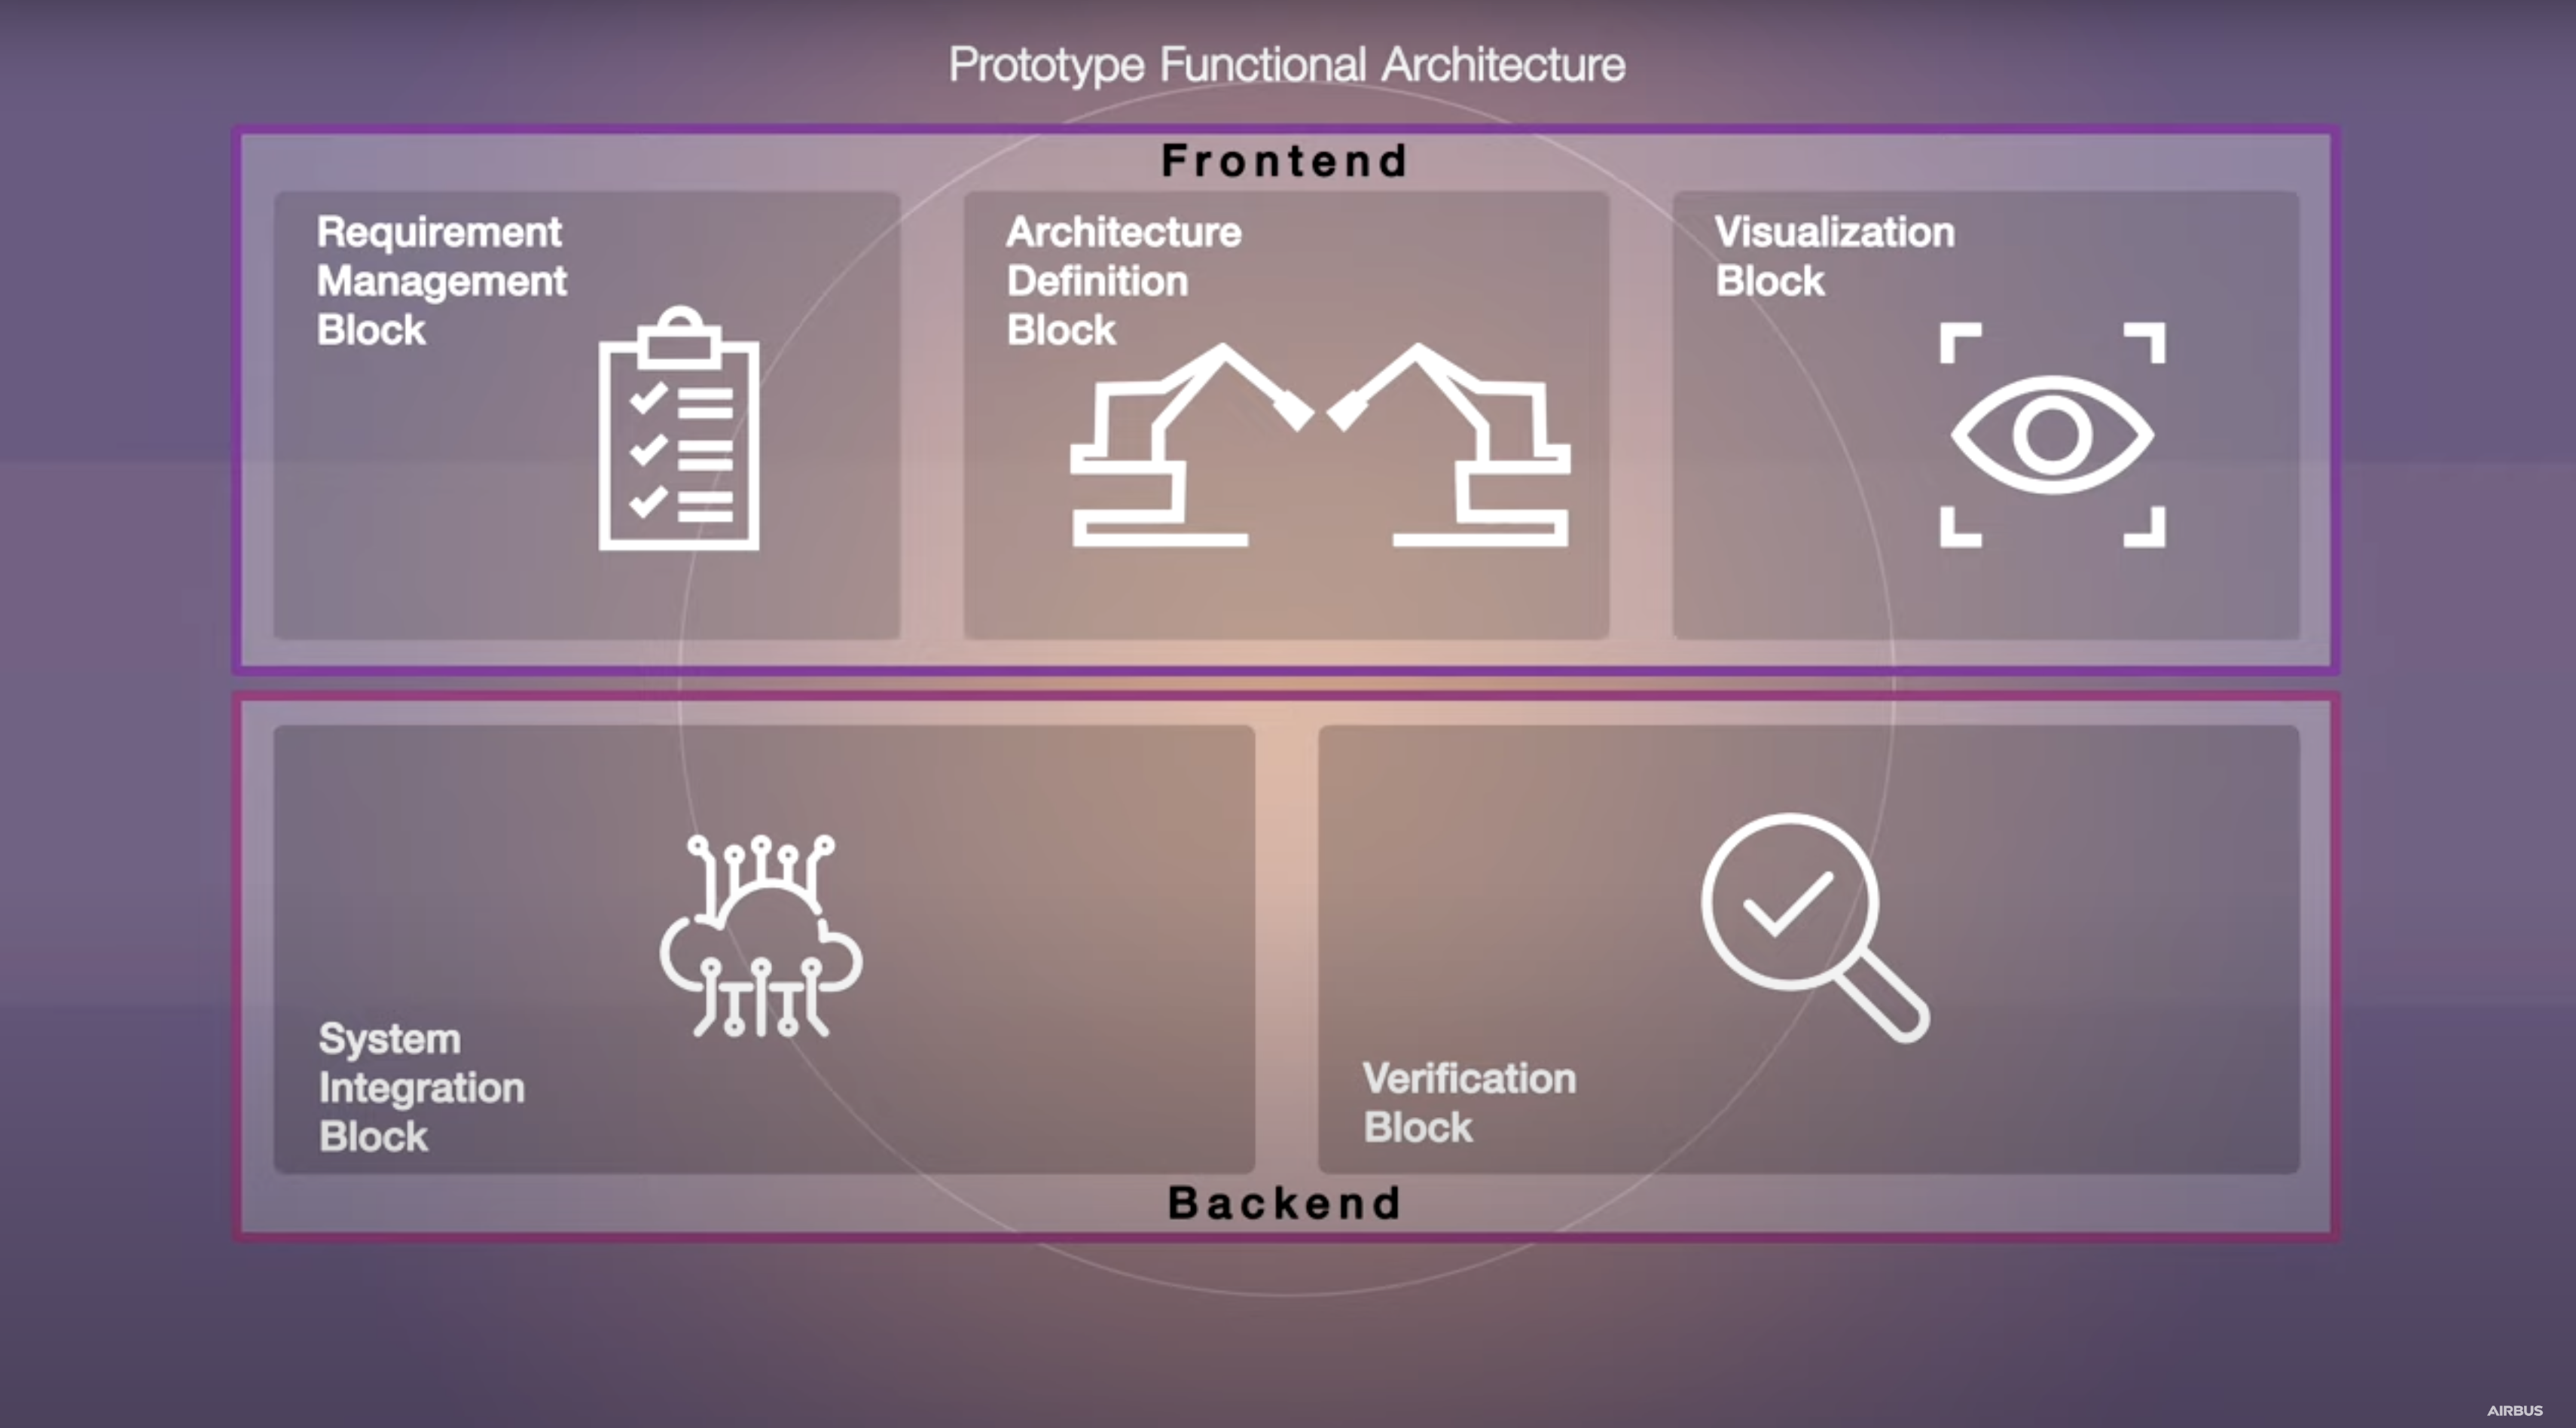 Prototype Functional Architecture
Frontend
Requirement
Management
Block
Architecture
Definition
Block
Visualization
Block
System
Integration
Block
Verification
Block
Backend
AIRBUS